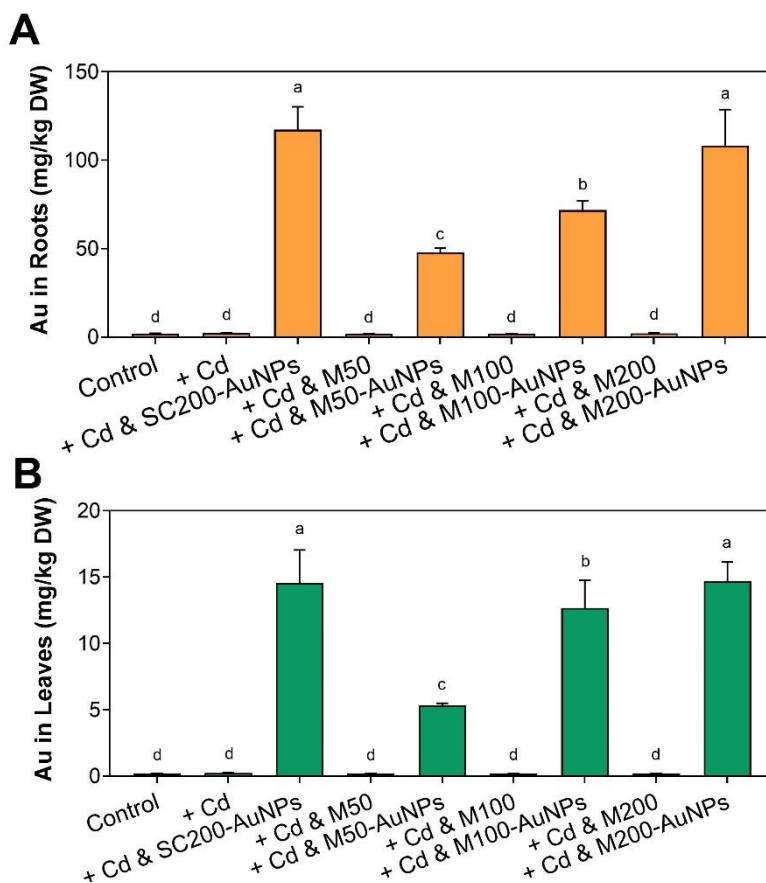 A
Au in Roots (mg/kg DW)
150
100
50
0
d
d
a
d
c
d
b
d
a
Control
+ Cd
+ Cd & SC200-AuNPs
+ Cd & M50
+ Cd & M50-AuNPs
+ Cd & M100
+ Cd & M100-AuNPs
+ Cd & M200
+ Cd & M200-AuNPs
B
Au in Leaves (mg/kg DW)
20
15
10
5
0
d
d
a
d
c
d
b
d
a
Control
+ Cd
+ Cd & SC200-AuNPs
+ Cd & M50
+ Cd & M50-AuNPs
+ Cd & M100
+ Cd & M100-AuNPs
+ Cd & M200
+ Cd & M200-AuNPs